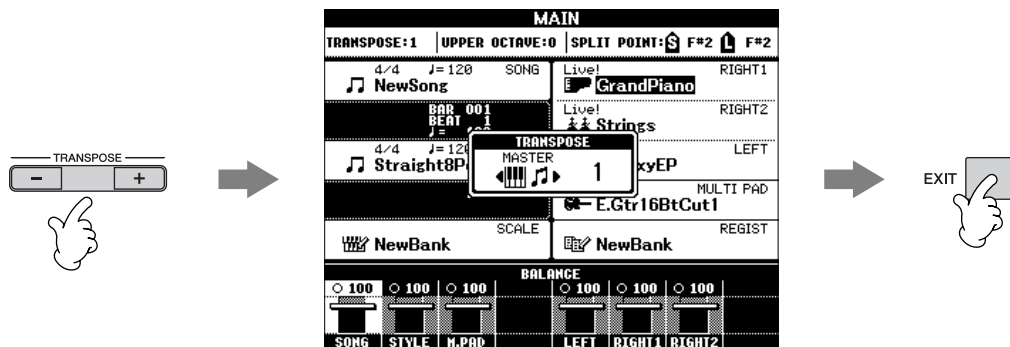 TRANSPOSE
− +
MAIN
TRANSPOSE:1 UPPER OCTAVE:0 SPLIT POINT: S F#2 L F#2
4/4 ♩=120 SONG
NewSong
BAR 001
BEAT 1
♩=
4/4 ♩=12
Straight8P
SCALE
NewBank
TRANSPOSE
MASTER
1
Live! RIGHT1
GrandPiano
Live! RIGHT2
Strings
LEFT
xyEP
MULTI PAD
E.Gtr16BtCut1
REGIST
NewBank
BALANCE
100 100 100 100 100 100
SONG STYLE M.PAD LEFT RIGHT1 RIGHT2
EXIT